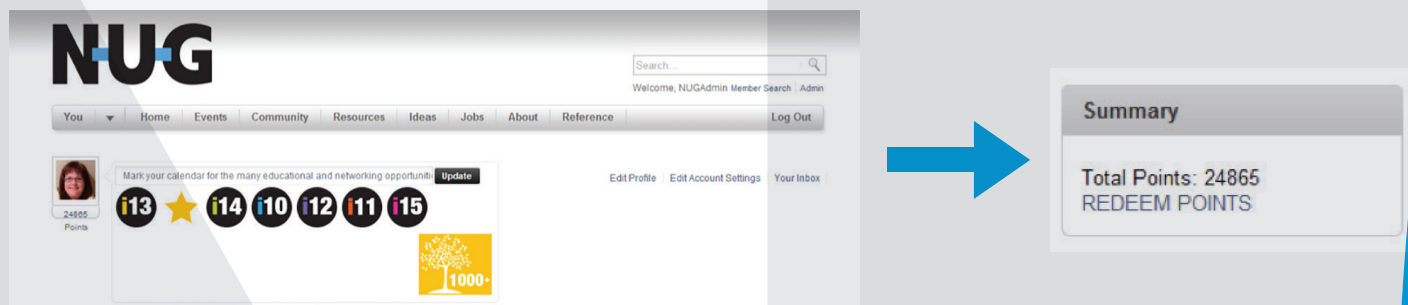 N-U-G
Search...
Welcome, NUGAdmin Member Search Admin
You Home Events Community Resources Ideas Jobs About Reference Log Out
Mark your calendar for the many educational and networking opportuniti Update
Edit Profile Edit Account Settings Your Inbox
i13 i14 i10 i12 i11 i15
24865
Points
1000+
Summary
Total Points: 24865
REDEEM POINTS